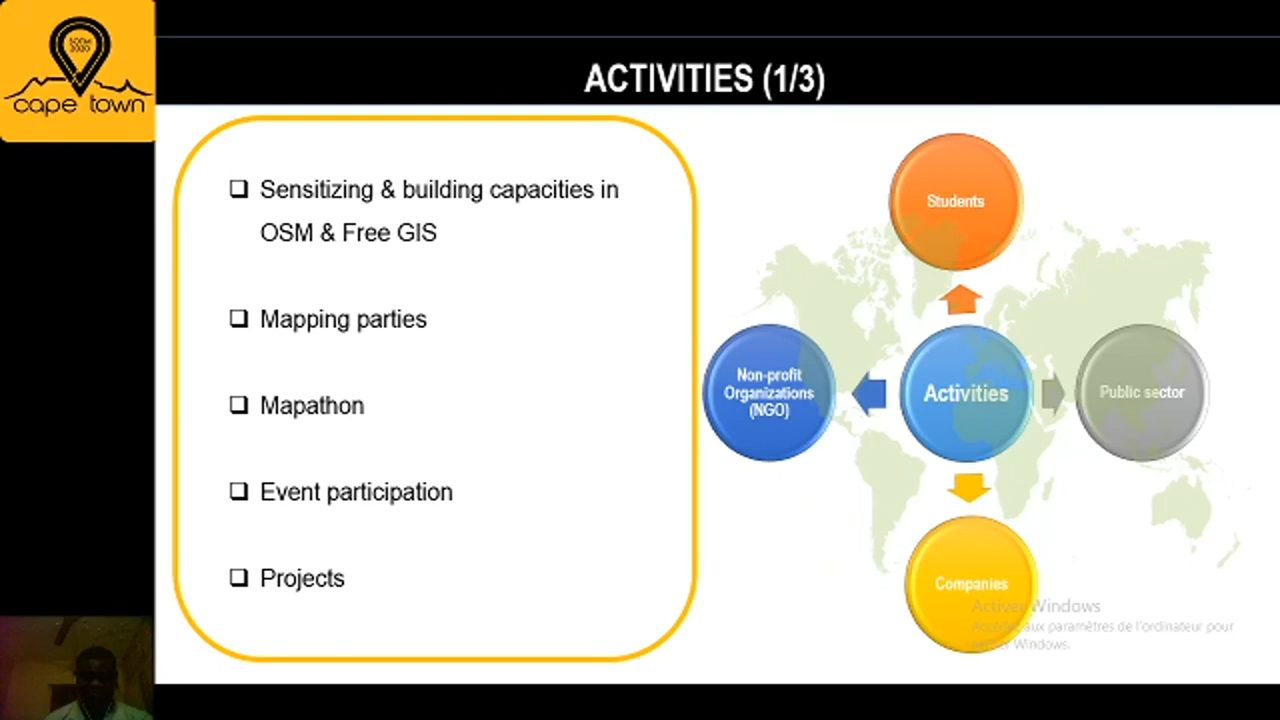 SOTM
2020
cape town
ACTIVITIES (1/3)
❑ Sensitizing & building capacities in
OSM & Free GIS
❑ Mapping parties
❑ Mapathon
❑ Event participation
❑ Projects
Students
Non-profit
Organizations
(NGO)
Activities
Public sector
Companies
Activer Windows
Accédez aux paramètres de l'ordinateur pour
activer Windows.